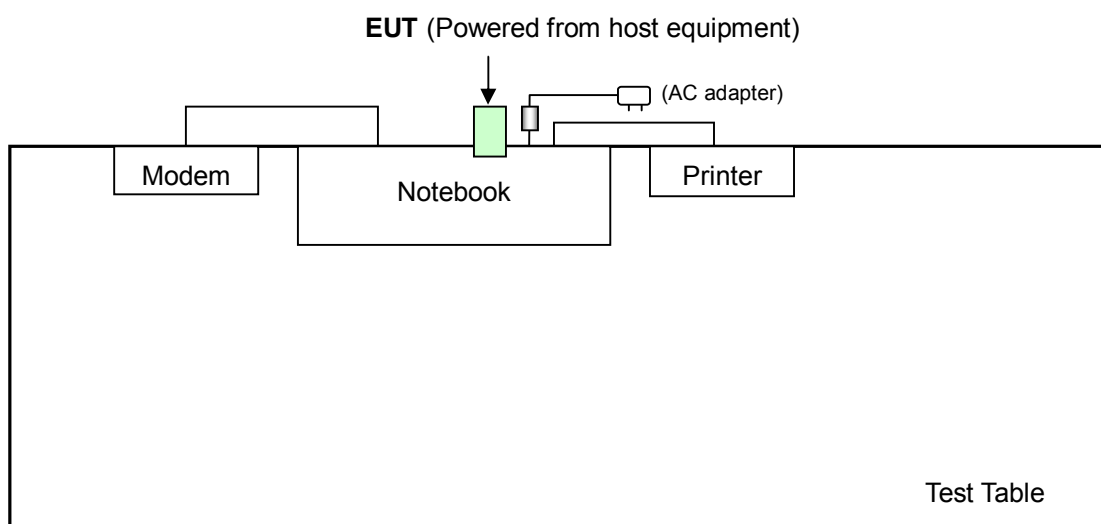 EUT (Powered from host equipment)
(AC adapter)
Modem
Notebook
Printer
Test Table